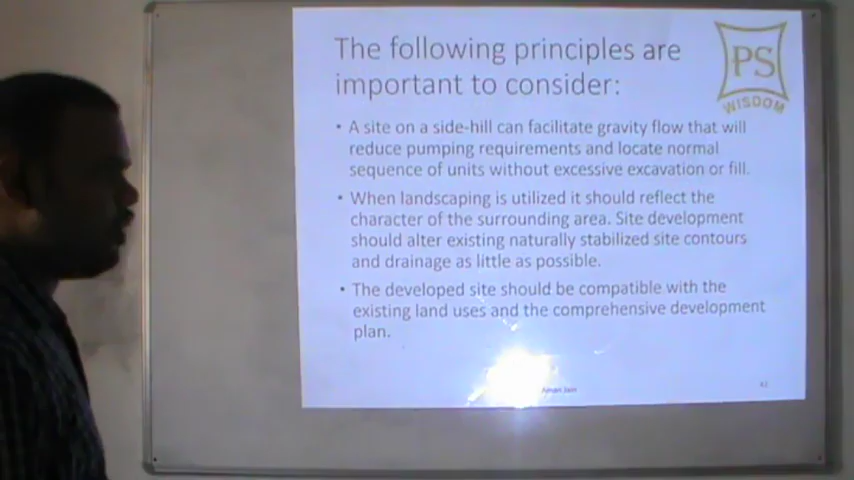 The following principles are
important to consider:
PS
WISDOM
• A site on a side-hill can facilitate gravity flow that will
reduce pumping requirements and locate normal
sequence of units without excessive excavation or fill.
• When landscaping is utilized it should reflect the
character of the surrounding area. Site development
should alter existing naturally stabilized site contours
and drainage as little as possible.
• The developed site should be compatible with the
existing land uses and the comprehensive development
plan.
Jain